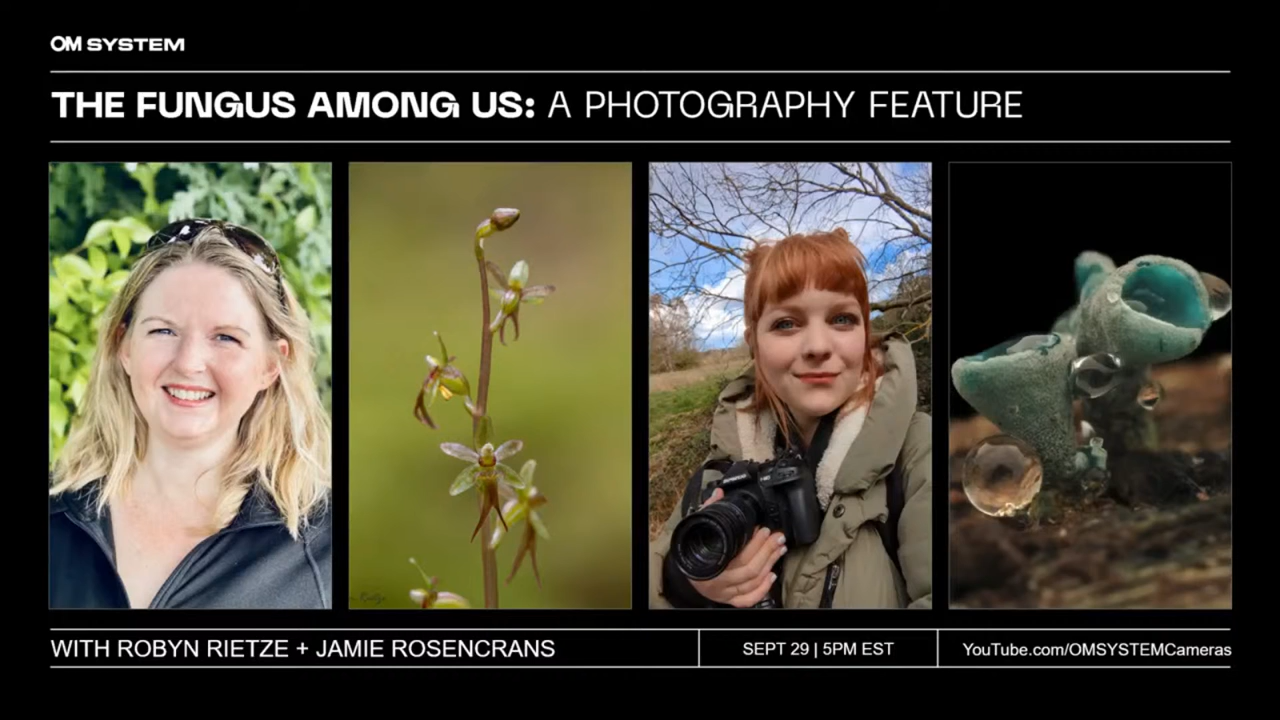 OM SYSTEM
THE FUNGUS AMONG US: A PHOTOGRAPHY FEATURE
WITH ROBYN RIETZE + JAMIE ROSENCRANS
SEPT 29 | 5PM EST
YouTube.com/OMSYSTEMCameras